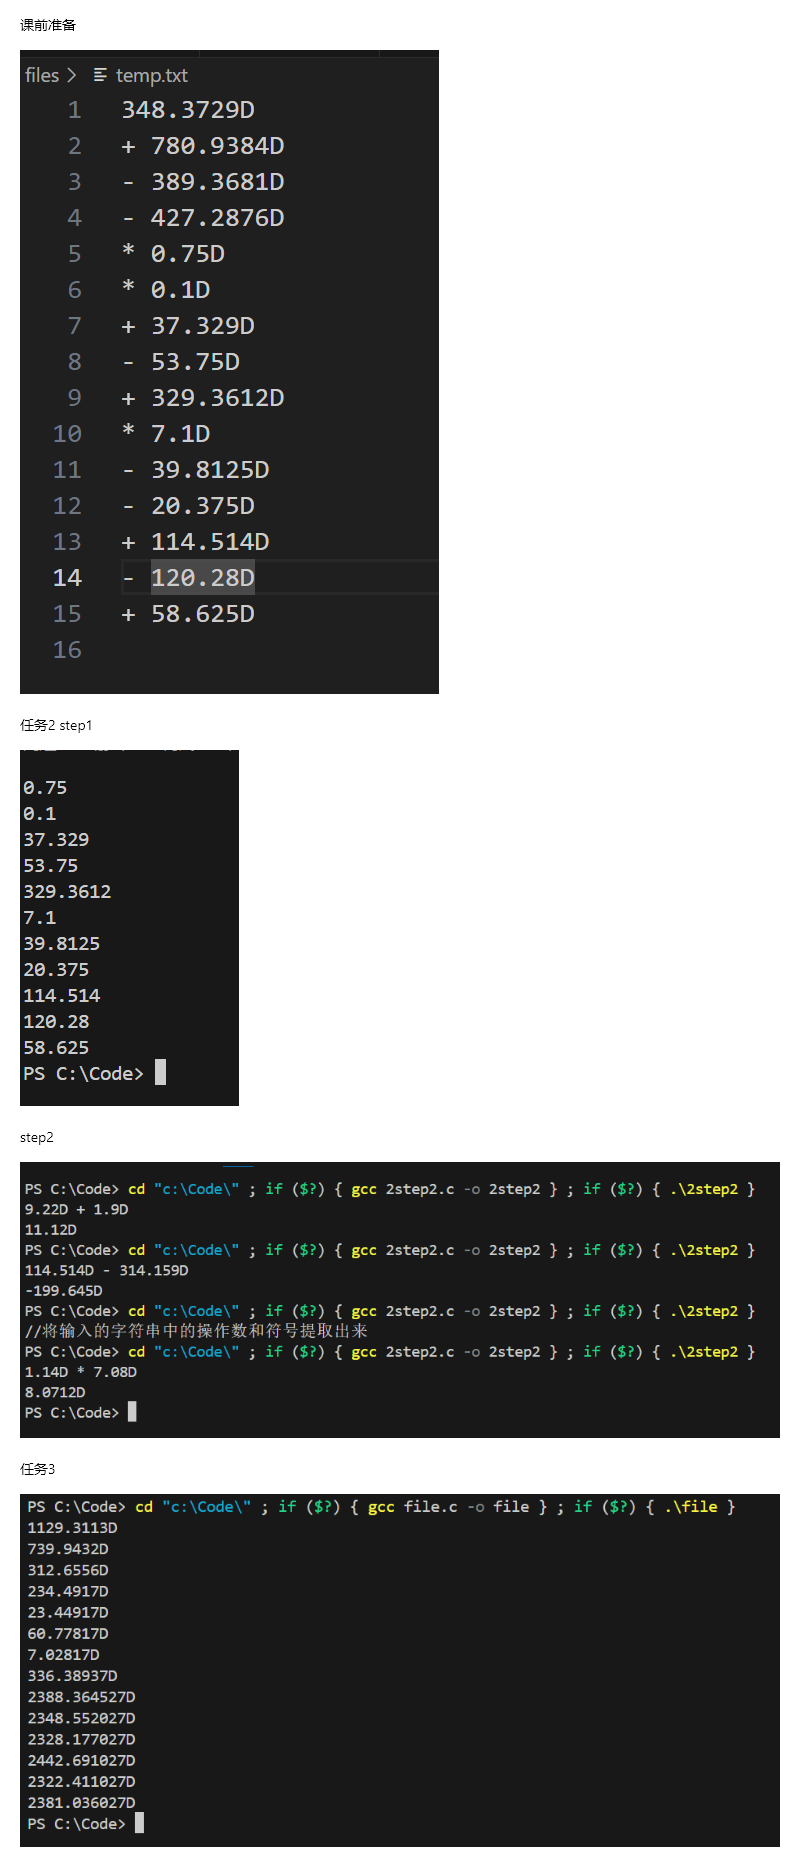 课前准备
files > temp.txt
1 348.3729D
2 + 780.9384D
3 - 389.3681D
4 - 427.2876D
5 * 0.75D
6 * 0.1D
7 + 37.329D
8 - 53.75D
9 + 329.3612D
10 * 7.1D
11 - 39.8125D
12 - 20.375D
13 + 114.514D
14 - 120.28D
15 + 58.625D
16
任务2 step1
0.75
0.1
37.329
53.75
329.3612
7.1
39.8125
20.375
114.514
120.28
58.625
PS C:\Code>
step2
PS C:\Code> cd "c:\Code\" ; if ($?) { gcc 2step2.c -o 2step2 } ; if ($?) { .\2step2 }
9.22D + 1.9D
11.12D
PS C:\Code> cd "c:\Code\" ; if ($?) { gcc 2step2.c -o 2step2 } ; if ($?) { .\2step2 }
114.514D - 314.159D
-199.645D
PS C:\Code> cd "c:\Code\" ; if ($?) { gcc 2step2.c -o 2step2 } ; if ($?) { .\2step2 }
//将输入的字符串中的操作数和符号提取出来
PS C:\Code> cd "c:\Code\" ; if ($?) { gcc 2step2.c -o 2step2 } ; if ($?) { .\2step2 }
1.14D * 7.08D
8.0712D
PS C:\Code>
任务3
PS C:\Code> cd "c:\Code\" ; if ($?) { gcc file.c -o file } ; if ($?) { .\file }
1129.3113D
739.9432D
312.6556D
234.4917D
23.44917D
60.77817D
7.02817D
336.38937D
2388.364527D
2348.552027D
2328.177027D
2442.691027D
2322.411027D
2381.036027D
PS C:\Code>